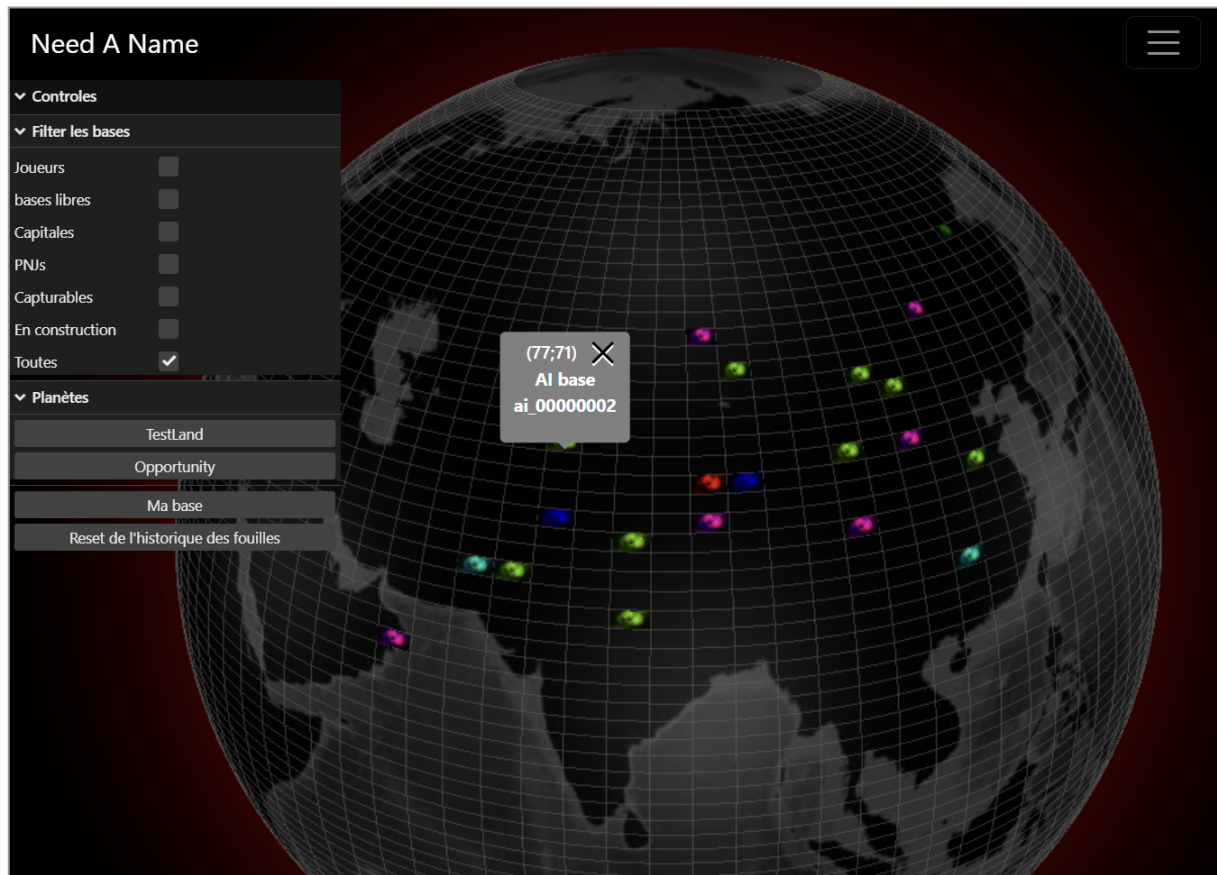 Need A Name
Controles
Filter les bases
Joueurs
bases libres
Capitales
PNJs
Capturables
En construction
Toutes
Planètes
TestLand
Opportunity
Ma base
Reset de l'historique des fouilles
(77;71)
AI base
ai_00000002